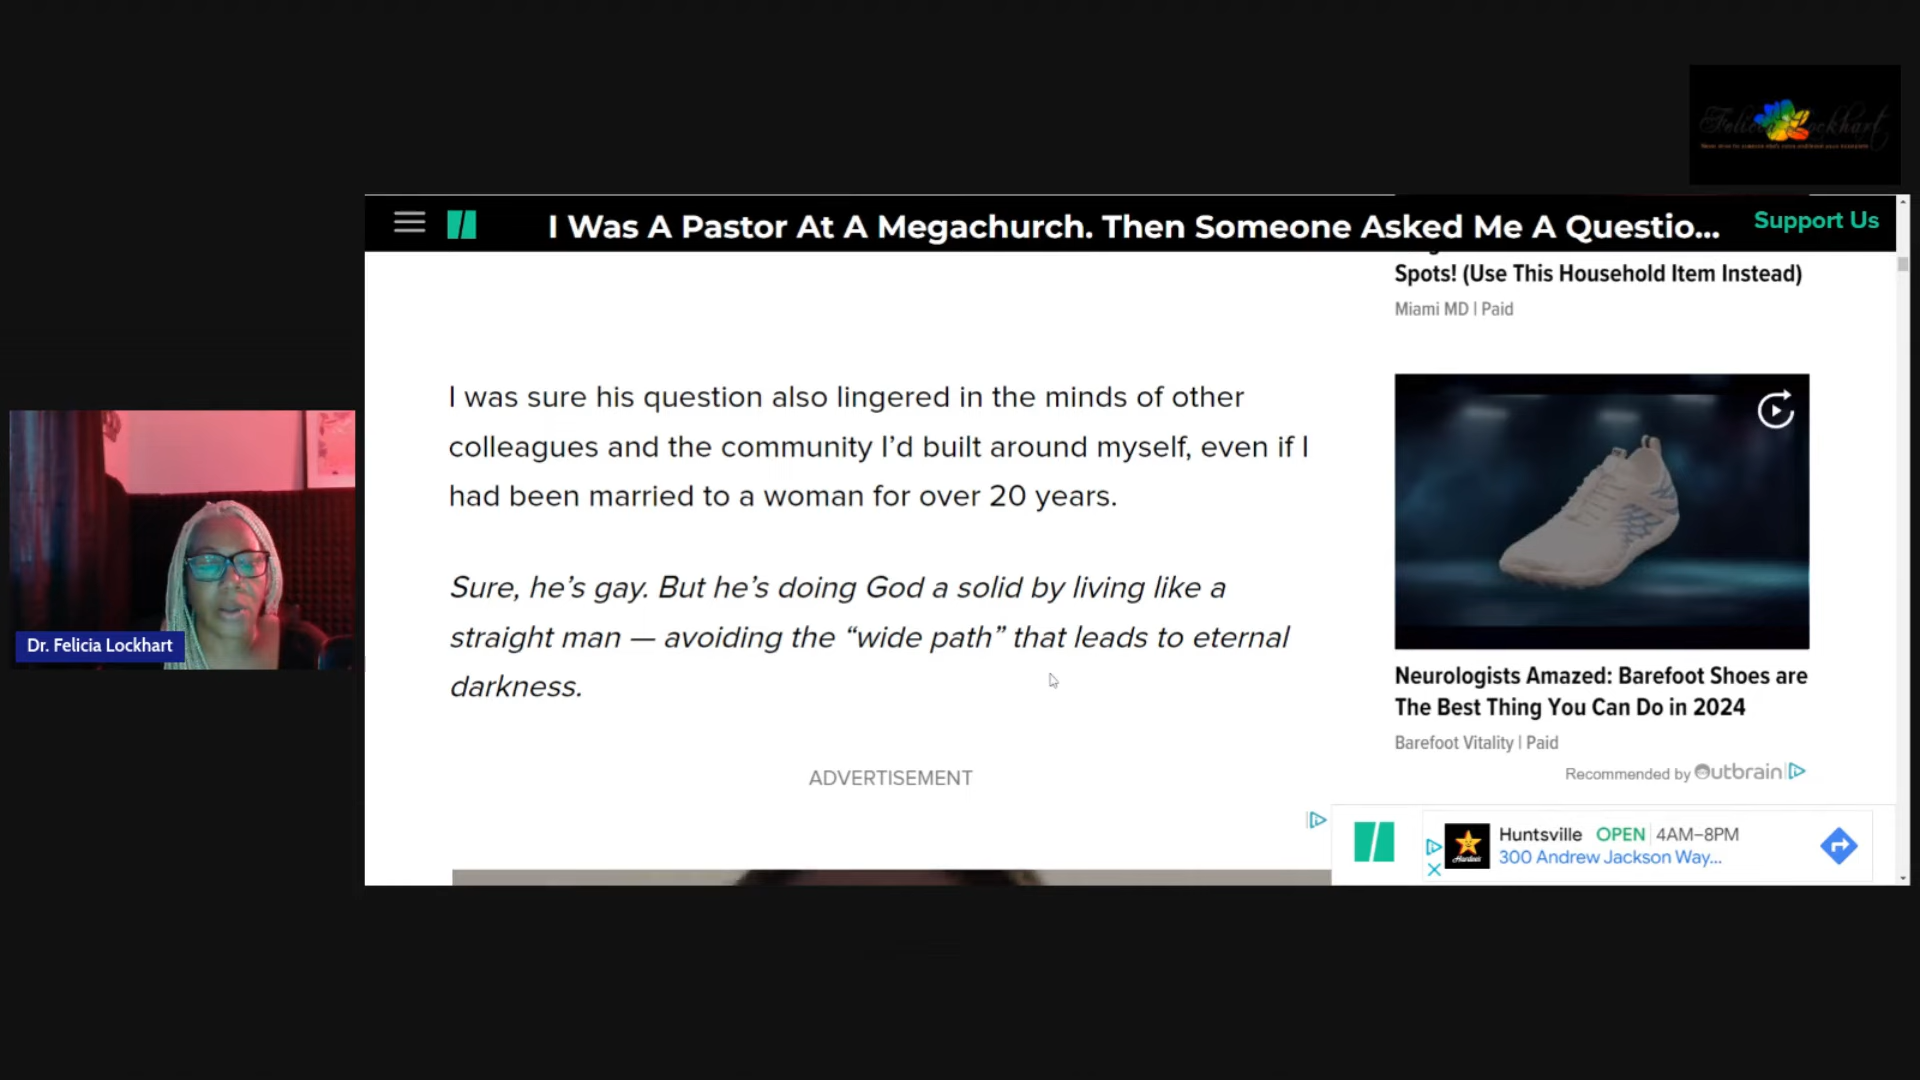 Felicia Lockhart
I Was A Pastor At A Megachurch. Then Someone Asked Me A Questio...
Support Us
Spots! (Use This Household Item Instead)
Miami MD | Paid
I was sure his question also lingered in the minds of other
colleagues and the community I'd built around myself, even if I
had been married to a woman for over 20 years.
Sure, he's gay. But he's doing God a solid by living like a
straight man — avoiding the “wide path” that leads to eternal
darkness.
ADVERTISEMENT
Dr. Felicia Lockhart
Neurologists Amazed: Barefoot Shoes are
The Best Thing You Can Do in 2024
Barefoot Vitality | Paid
Recommended by Outbrain
Hardee's
Huntsville OPEN 4AM–8PM
300 Andrew Jackson Way...